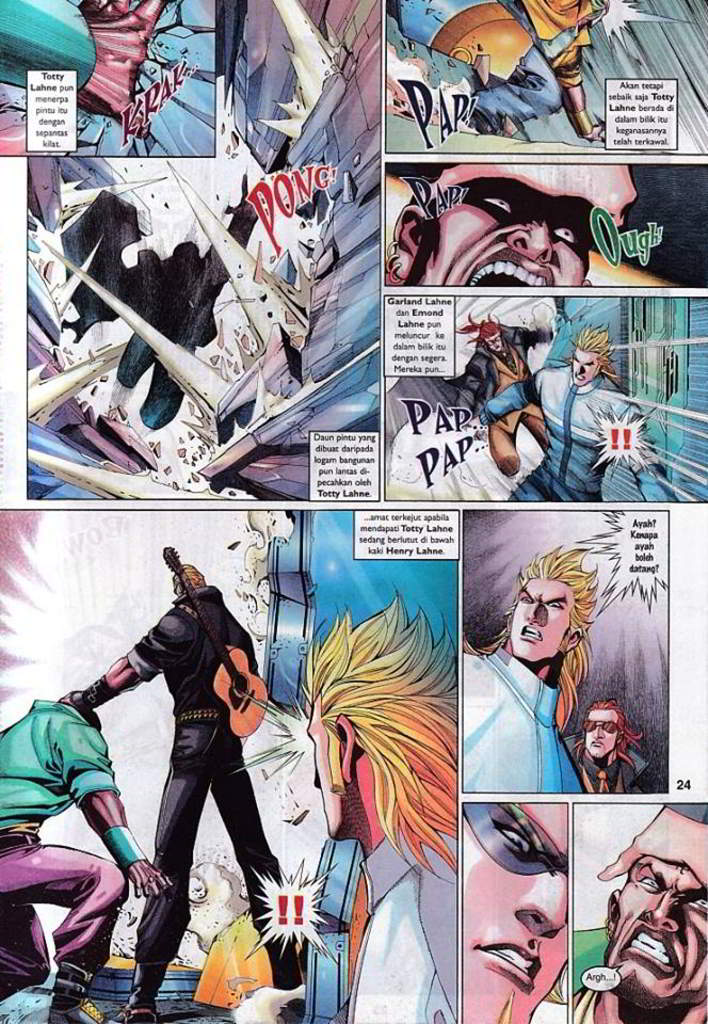 Totty
Lahne pun
menerpa
pintu itu
dengan
sepantas
kilat.
KRAK..
PONG!
Daun pintu yang
dibuat daripada
logam bangunan
pun lantas di-
pecahkan oleh
Totty Lahne.
PAP!
Akan tetapi
sebaik saja Totty
Lahne berada di
dalam bilik itu
keganasannya
telah terkawal.
PAP!
Ough!
Garland Lahne
dan Emond
Lahne pun
meluncur ke
dalam bilik itu
dengan segera.
Mereka pun...
PAP..
PAP..
!!
...amat terkejut apabila
mendapati Totty Lahne
sedang berlutut di bawah
kaki Henry Lahne.
!!
Ayah?
Kenapa
ayah
boleh
datang?
24
Argh...!